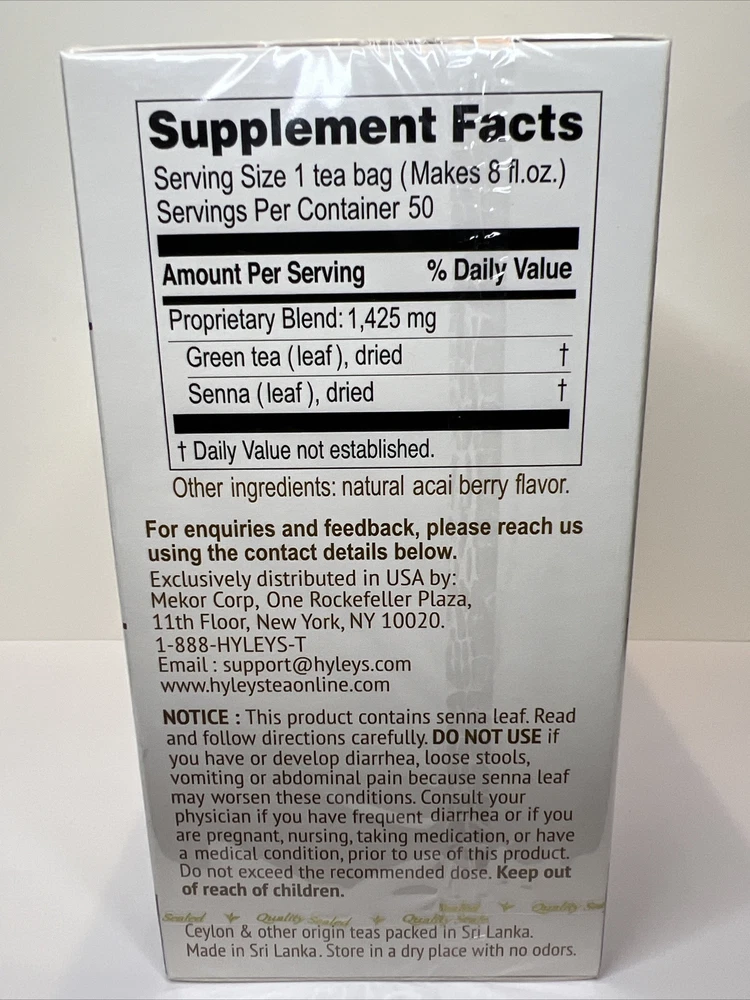 Supplement Facts
Serving Size 1 tea bag (Makes 8 fl.oz.)
Servings Per Container 50
Amount Per Serving % Daily Value
Proprietary Blend: 1,425 mg
Green tea (leaf), dried †
Senna (leaf), dried †
† Daily Value not established.
Other ingredients: natural acai berry flavor.
For enquiries and feedback, please reach us
using the contact details below.
Exclusively distributed in USA by:
Mekor Corp, One Rockefeller Plaza,
11th Floor, New York, NY 10020.
1-888-HYLEYS-T
Email : support@hyleys.com
www.hyleysteaonline.com
NOTICE : This product contains senna leaf. Read
and follow directions carefully. DO NOT USE if
you have or develop diarrhea, loose stools,
vomiting or abdominal pain because senna leaf
may worsen these conditions. Consult your
physician if you have frequent diarrhea or if you
are pregnant, nursing, taking medication, or have
a medical condition, prior to use of this product.
Do not exceed the recommended dose. Keep out
of reach of children.
Sealed Quality Sealed Quality
Ceylon & other origin teas packed in Sri Lanka.
Made in Sri Lanka. Store in a dry place with no odors.